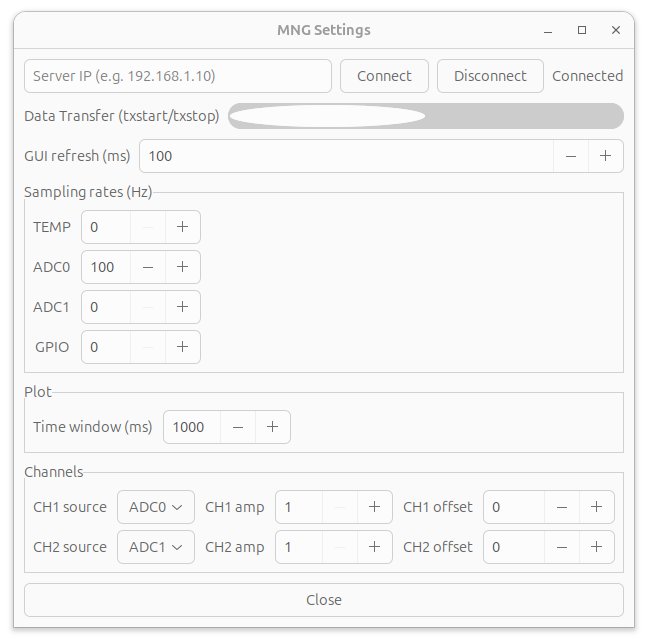 MNG Settings
Server IP (e.g. 192.168.1.10) Connect Disconnect Connected
Data Transfer (txstart/txstop)
GUI refresh (ms) 100
Sampling rates (Hz)
TEMP 0
ADC0 100
ADC1 0
GPIO 0
Plot
Time window (ms) 1000
Channels
CH1 source ADC0 CH1 amp 1 CH1 offset 0
CH2 source ADC1 CH2 amp 1 CH2 offset 0
Close